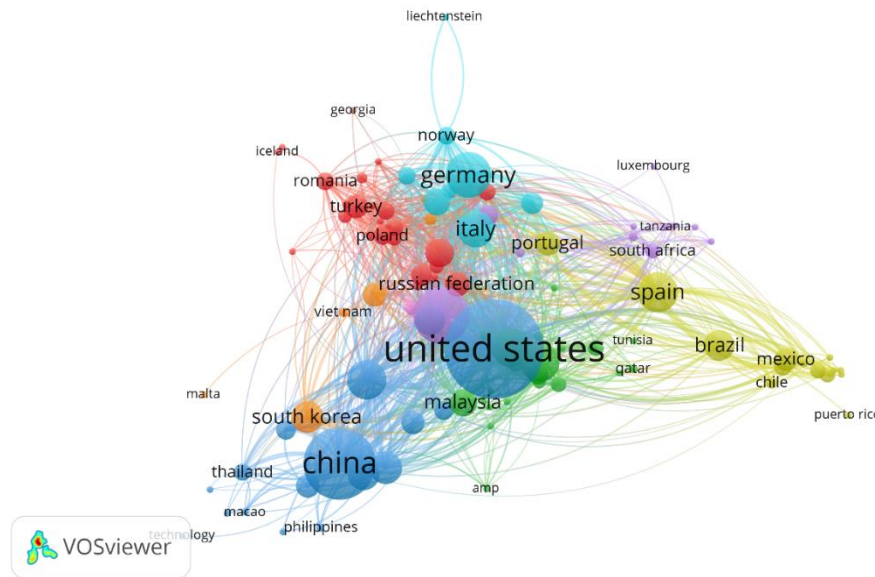 liechtenstein
georgia
norway
iceland
luxembourg
romania
germany
turkey
tanzania
poland
italy
portugal
south africa
russian federation
spain
viet nam
united states
tunisia
brazil
mexico
qatar
chile
malta
malaysia
south korea
puerto rico
china
thailand
amp
macao
philippines
technology
VOSviewer